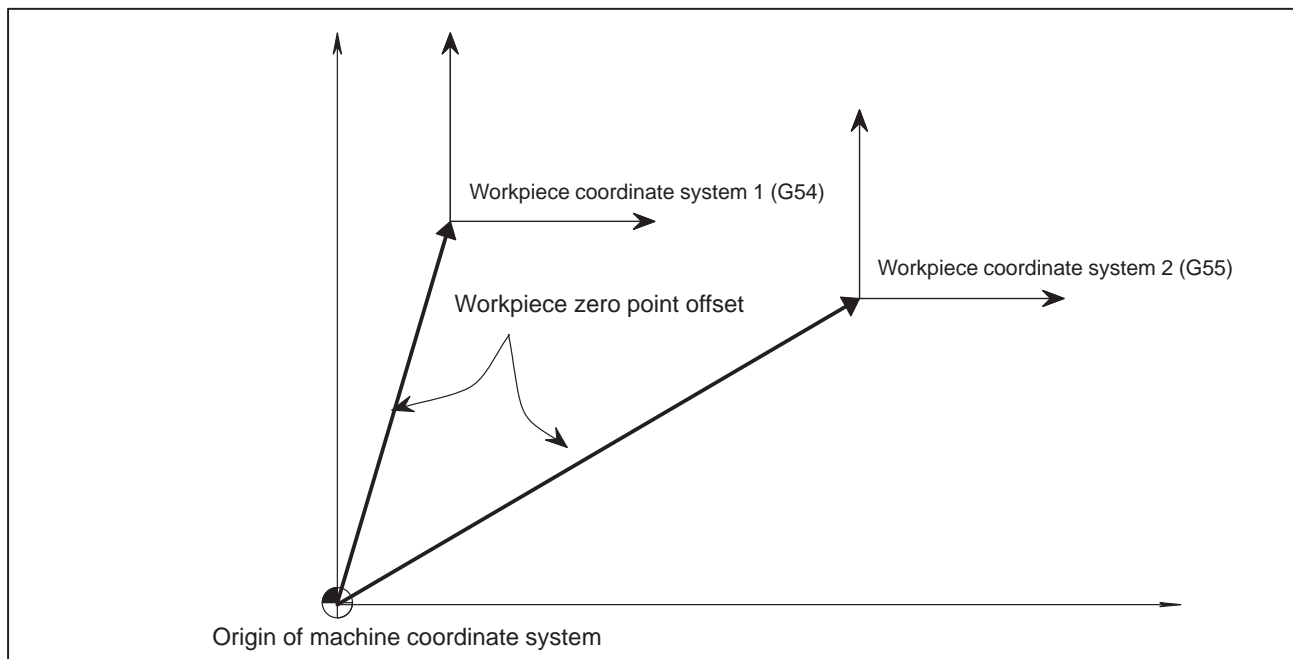 Workpiece coordinate system 1 (G54)
Workpiece coordinate system 2 (G55)
Workpiece zero point offset
Origin of machine coordinate system